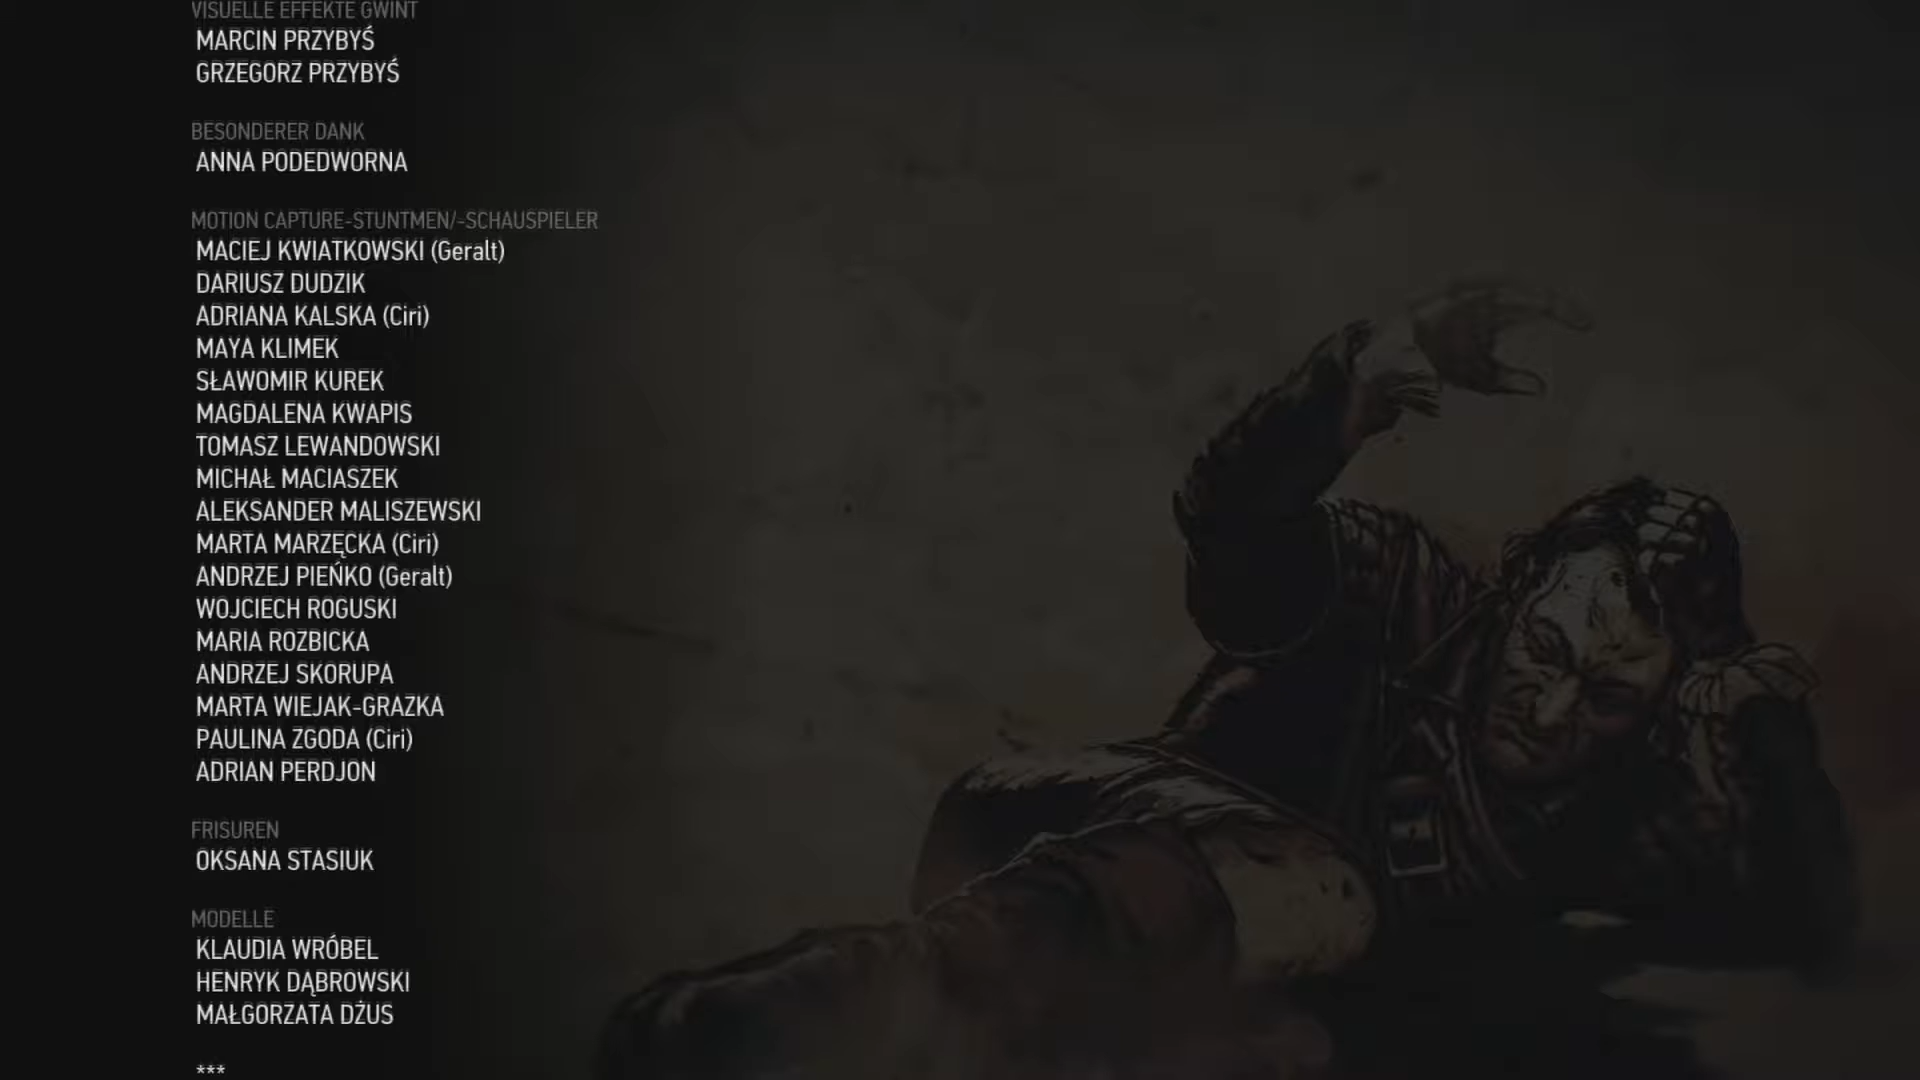 VISUELLE EFFEKTE GWINT
MARCIN PRZYBYŚ
GRZEGORZ PRZYBYŚ
BESONDERER DANK
ANNA PODEDWORNA
MOTION CAPTURE-STUNTMEN/-SCHAUSPIELER
MACIEJ KWIATKOWSKI (Geralt)
DARIUSZ DUDZIK
ADRIANA KALSKA (Ciri)
MAYA KLIMEK
SŁAWOMIR KUREK
MAGDALENA KWAPIS
TOMASZ LEWANDOWSKI
MICHAŁ MACIASZEK
ALEKSANDER MALISZEWSKI
MARTA MARZĘCKA (Ciri)
ANDRZEJ PIEŃKO (Geralt)
WOJCIECH ROGUSKI
MARIA ROZBICKA
ANDRZEJ SKORUPA
MARTA WIEJAK-GRAZKA
PAULINA ZGODA (Ciri)
ADRIAN PERDJON
FRISUREN
OKSANA STASIUK
MODELLE
KLAUDIA WRÓBEL
HENRYK DĄBROWSKI
MAŁGORZATA DŻUS
***